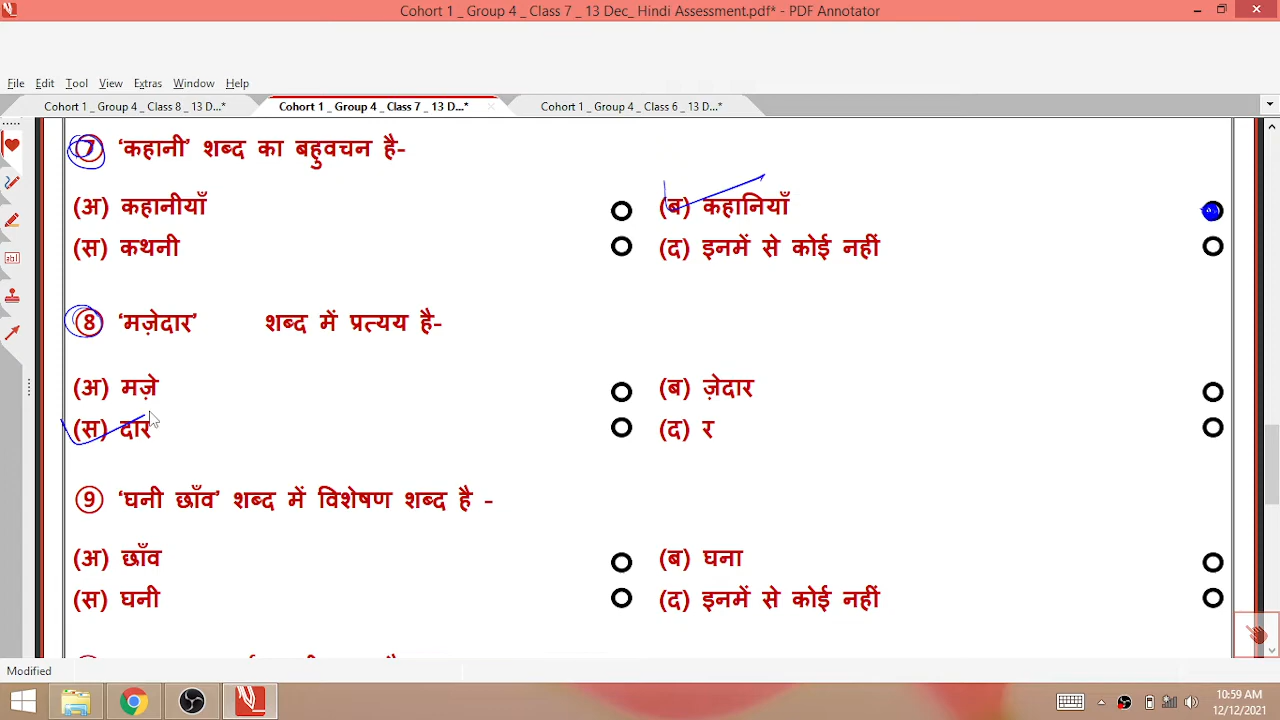 Cohort 1 _ Group 4 _ Class 7 _ 13 Dec_ Hindi Assessment.pdf* - PDF Annotator
File Edit Tool View Extras Window Help
Cohort 1 _ Group 4 _ Class 8 _ 13 D...* Cohort 1 _ Group 4 _ Class 7 _ 13 D...* Cohort 1 _ Group 4 _ Class 6 _ 13 D...*
7 ‘कहानी’ शब्द का बहुवचन है-
(अ) कहानीयाँ (ब) कहानियाँ
(स) कथनी (द) इनमें से कोई नहीं
8 ‘मज़ेदार’ शब्द में प्रत्यय है-
(अ) मज़े (ब) ज़ेदार
(स) दार (द) र
9 ‘घनी छाँव’ शब्द में विशेषण शब्द है -
(अ) छाँव (ब) घना
(स) घनी (द) इनमें से कोई नहीं
Modified
10:59 AM
12/12/2021